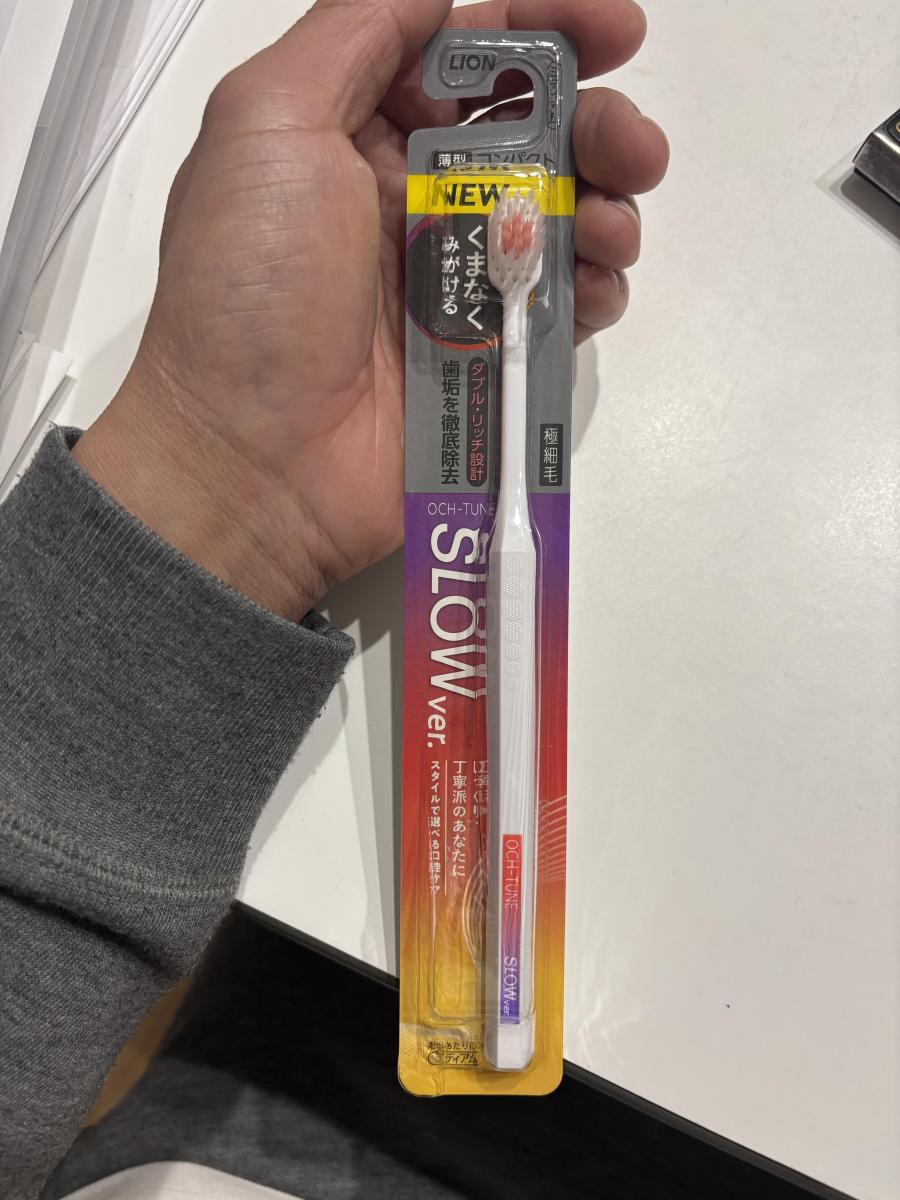 LION
薄型 コンパクト
NEW
くまなく
みがける
ダブル・リッチ設計
歯垢を徹底除去
極細毛
OCH-TUNE
SLOW ver.
丁寧派のあなたに
スタイルで選べる口腔ケア
OCH-TUNE
SLOW ver.